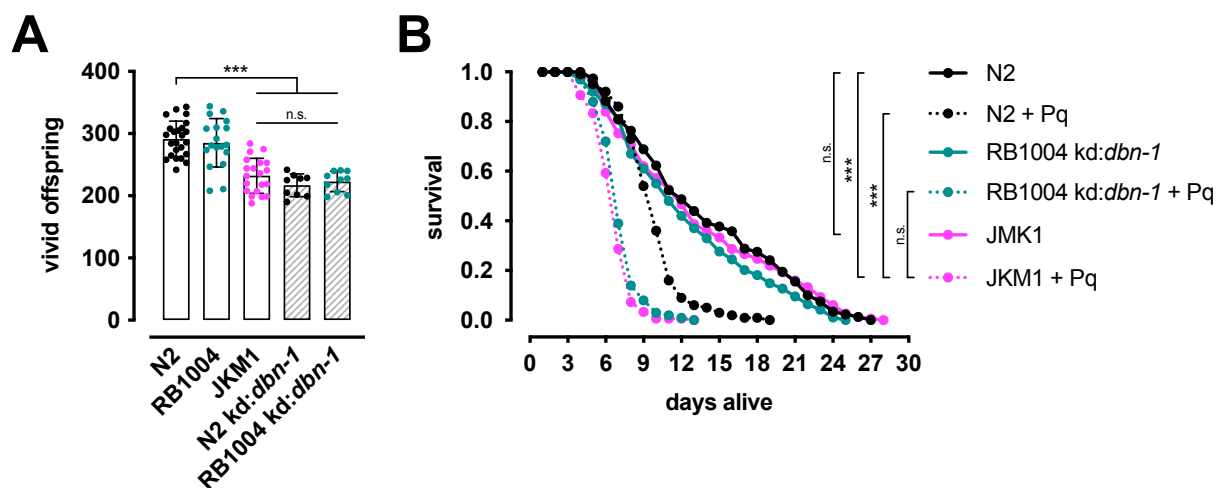 A
vivid offspring
400
300
200
100
0
***
n.s.
N2
RB1004
JKM1
N2 kd:dbn-1
RB1004 kd:dbn-1
B
survival
1.0
0.8
0.6
0.4
0.2
0.0
0 3 6 9 12 15 18 21 24 27 30
days alive
n.s.
***
***
n.s.
N2
N2 + Pq
RB1004 kd:dbn-1
RB1004 kd:dbn-1 + Pq
JMK1
JKM1 + Pq